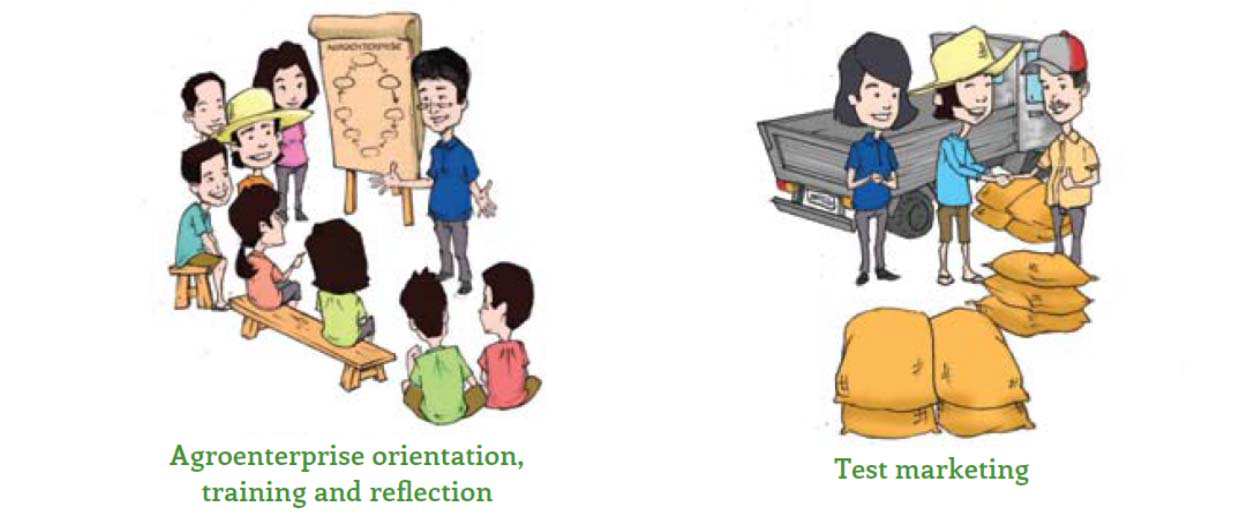 AGROENTERPRISE
Agroenterprise orientation,
training and reflection
Test marketing